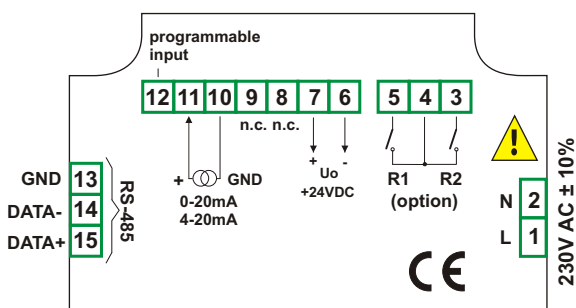 programmable
input
12 11 10 9 8 7 6
5 4 3
n.c. n.c.
+ -
Uo
+24VDC
+ GND
0-20mA
4-20mA
R1 R2
(option)
!
GND 13
DATA- 14
DATA+ 15
RS-485
N 2
L 1
230V AC ± 10%
CE